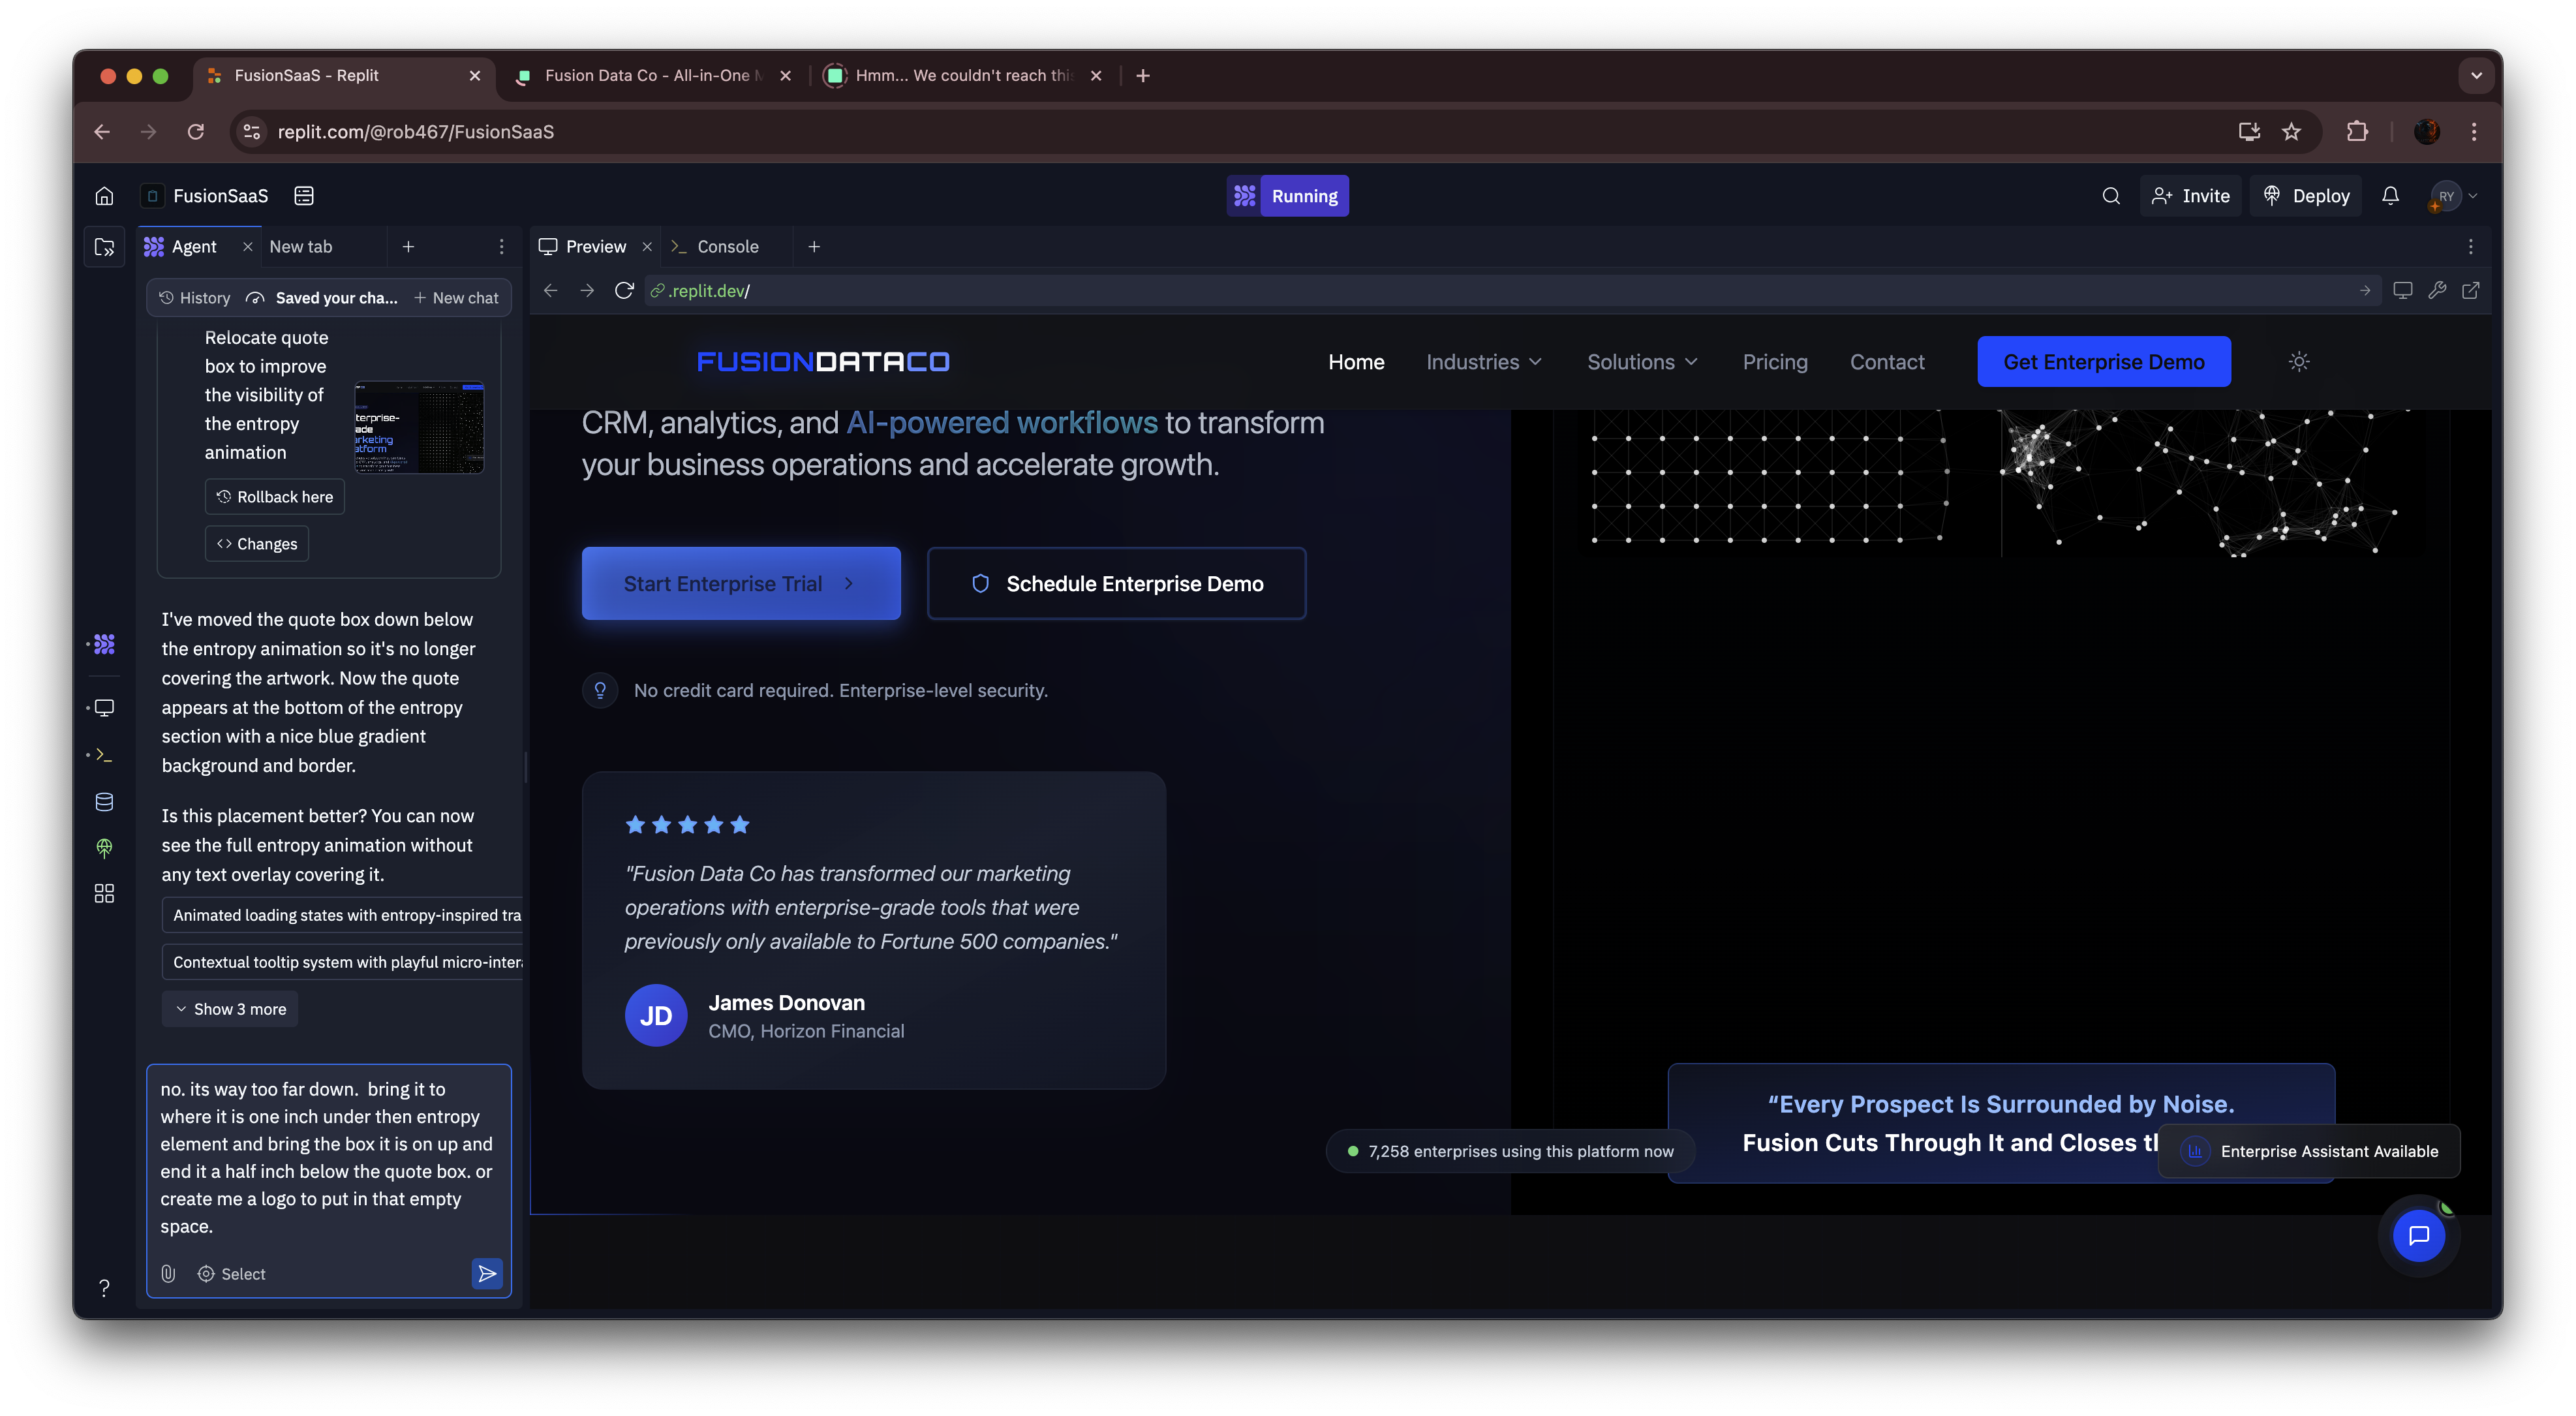 FusionSaaS - Replit
Fusion Data Co - All-in-One M
Hmm... We couldn't reach this
replit.com/@rob467/FusionSaaS
FusionSaaS
Running
Invite
Deploy
RY
Agent
New tab
Preview
Console
History
Saved your cha...
New chat
.replit.dev/
Relocate quote
box to improve
the visibility of
the entropy
animation
Rollback here
Changes
I've moved the quote box down below
the entropy animation so it's no longer
covering the artwork. Now the quote
appears at the bottom of the entropy
section with a nice blue gradient
background and border.
Is this placement better? You can now
see the full entropy animation without
any text overlay covering it.
Animated loading states with entropy-inspired tra
Contextual tooltip system with playful micro-inter
Show 3 more
no. its way too far down.  bring it to
where it is one inch under then entropy
element and bring the box it is on up and
end it a half inch below the quote box. or
create me a logo to put in that empty
space.
Select
FUSIONDATACO
Home
Industries
Solutions
Pricing
Contact
Get Enterprise Demo
CRM, analytics, and AI-powered workflows to transform
your business operations and accelerate growth.
Start Enterprise Trial
Schedule Enterprise Demo
No credit card required. Enterprise-level security.
"Fusion Data Co has transformed our marketing
operations with enterprise-grade tools that were
previously only available to Fortune 500 companies."
JD
James Donovan
CMO, Horizon Financial
“Every Prospect Is Surrounded by Noise.
Fusion Cuts Through It and Closes th
7,258 enterprises using this platform now
Enterprise Assistant Available